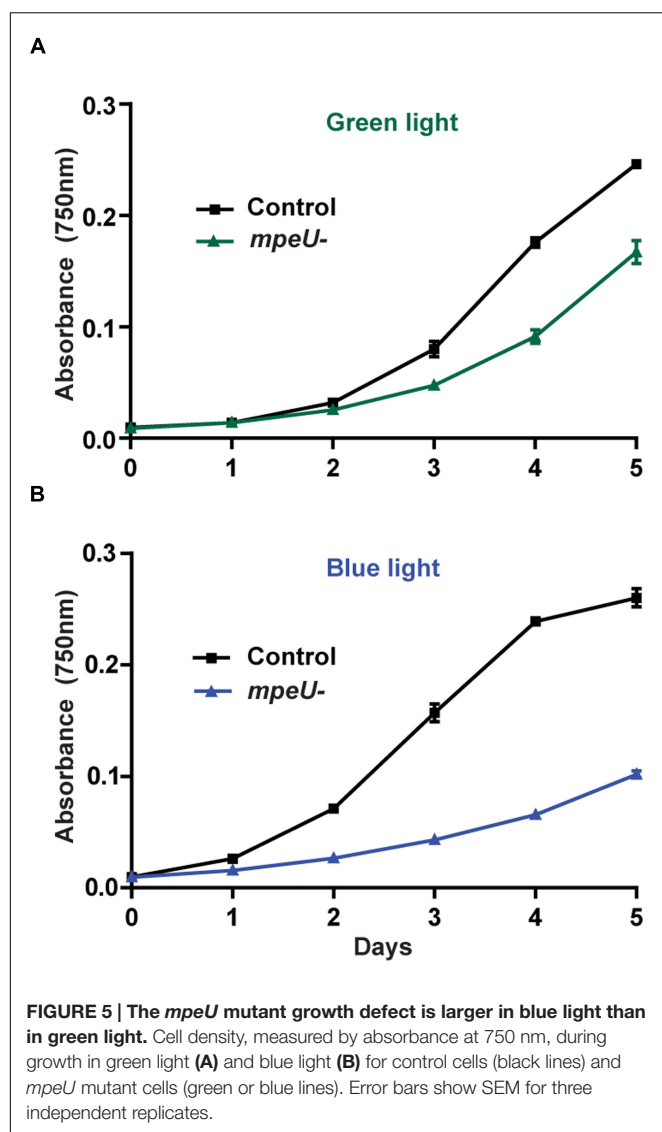 A
Green light
Control
mpeU-
Absorbance (750nm)
0.3
0.2
0.1
0.0
0 1 2 3 4 5
B
Blue light
Control
mpeU-
Absorbance (750nm)
0.3
0.2
0.1
0.0
0 1 2 3 4 5
Days
FIGURE 5 | The mpeU mutant growth defect is larger in blue light than
in green light. Cell density, measured by absorbance at 750 nm, during
growth in green light (A) and blue light (B) for control cells (black lines) and
mpeU mutant cells (green or blue lines). Error bars show SEM for three
independent replicates.